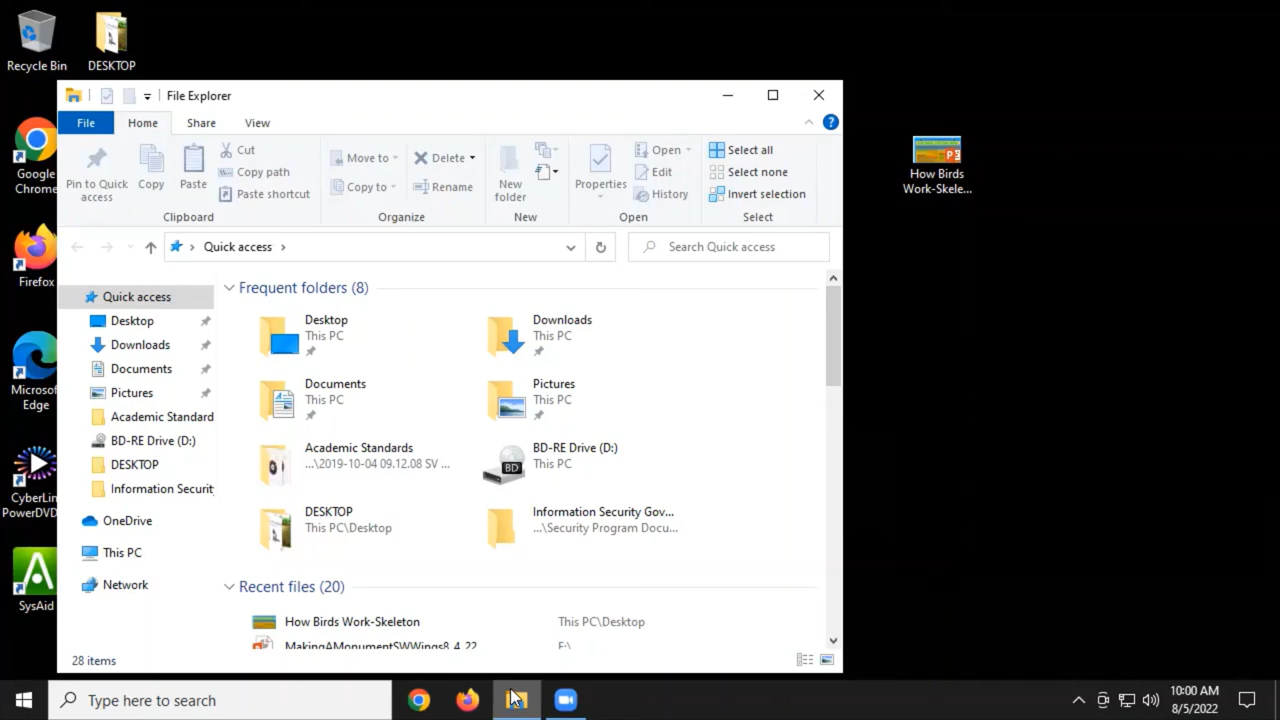 Recycle Bin
DESKTOP
Google
Chrome
Firefox
Microsof
Edge
CyberLin
PowerDVD
SysAid
How Birds
Work-Skele...
File Explorer
File
Home
Share
View
Pin to Quick
access
Copy
Paste
Cut
Copy path
Paste shortcut
Clipboard
Move to
Copy to
Delete
Rename
Organize
New
folder
New
Properties
Open
Edit
History
Open
Select all
Select none
Invert selection
Select
Quick access
Search Quick access
Quick access
Desktop
Downloads
Documents
Pictures
Academic Standard
BD-RE Drive (D:)
DESKTOP
Information Securit
OneDrive
This PC
Network
Frequent folders (8)
Desktop
This PC
Downloads
This PC
Documents
This PC
Pictures
This PC
Academic Standards
...\2019-10-04 09.12.08 SV ...
BD
BD-RE Drive (D:)
This PC
DESKTOP
This PC\Desktop
Information Security Gov...
...\Security Program Docu...
Recent files (20)
How Birds Work-Skeleton
This PC\Desktop
MakingAMonumentSWWings8_4_22
E:\
28 items
Type here to search
10:00 AM
8/5/2022